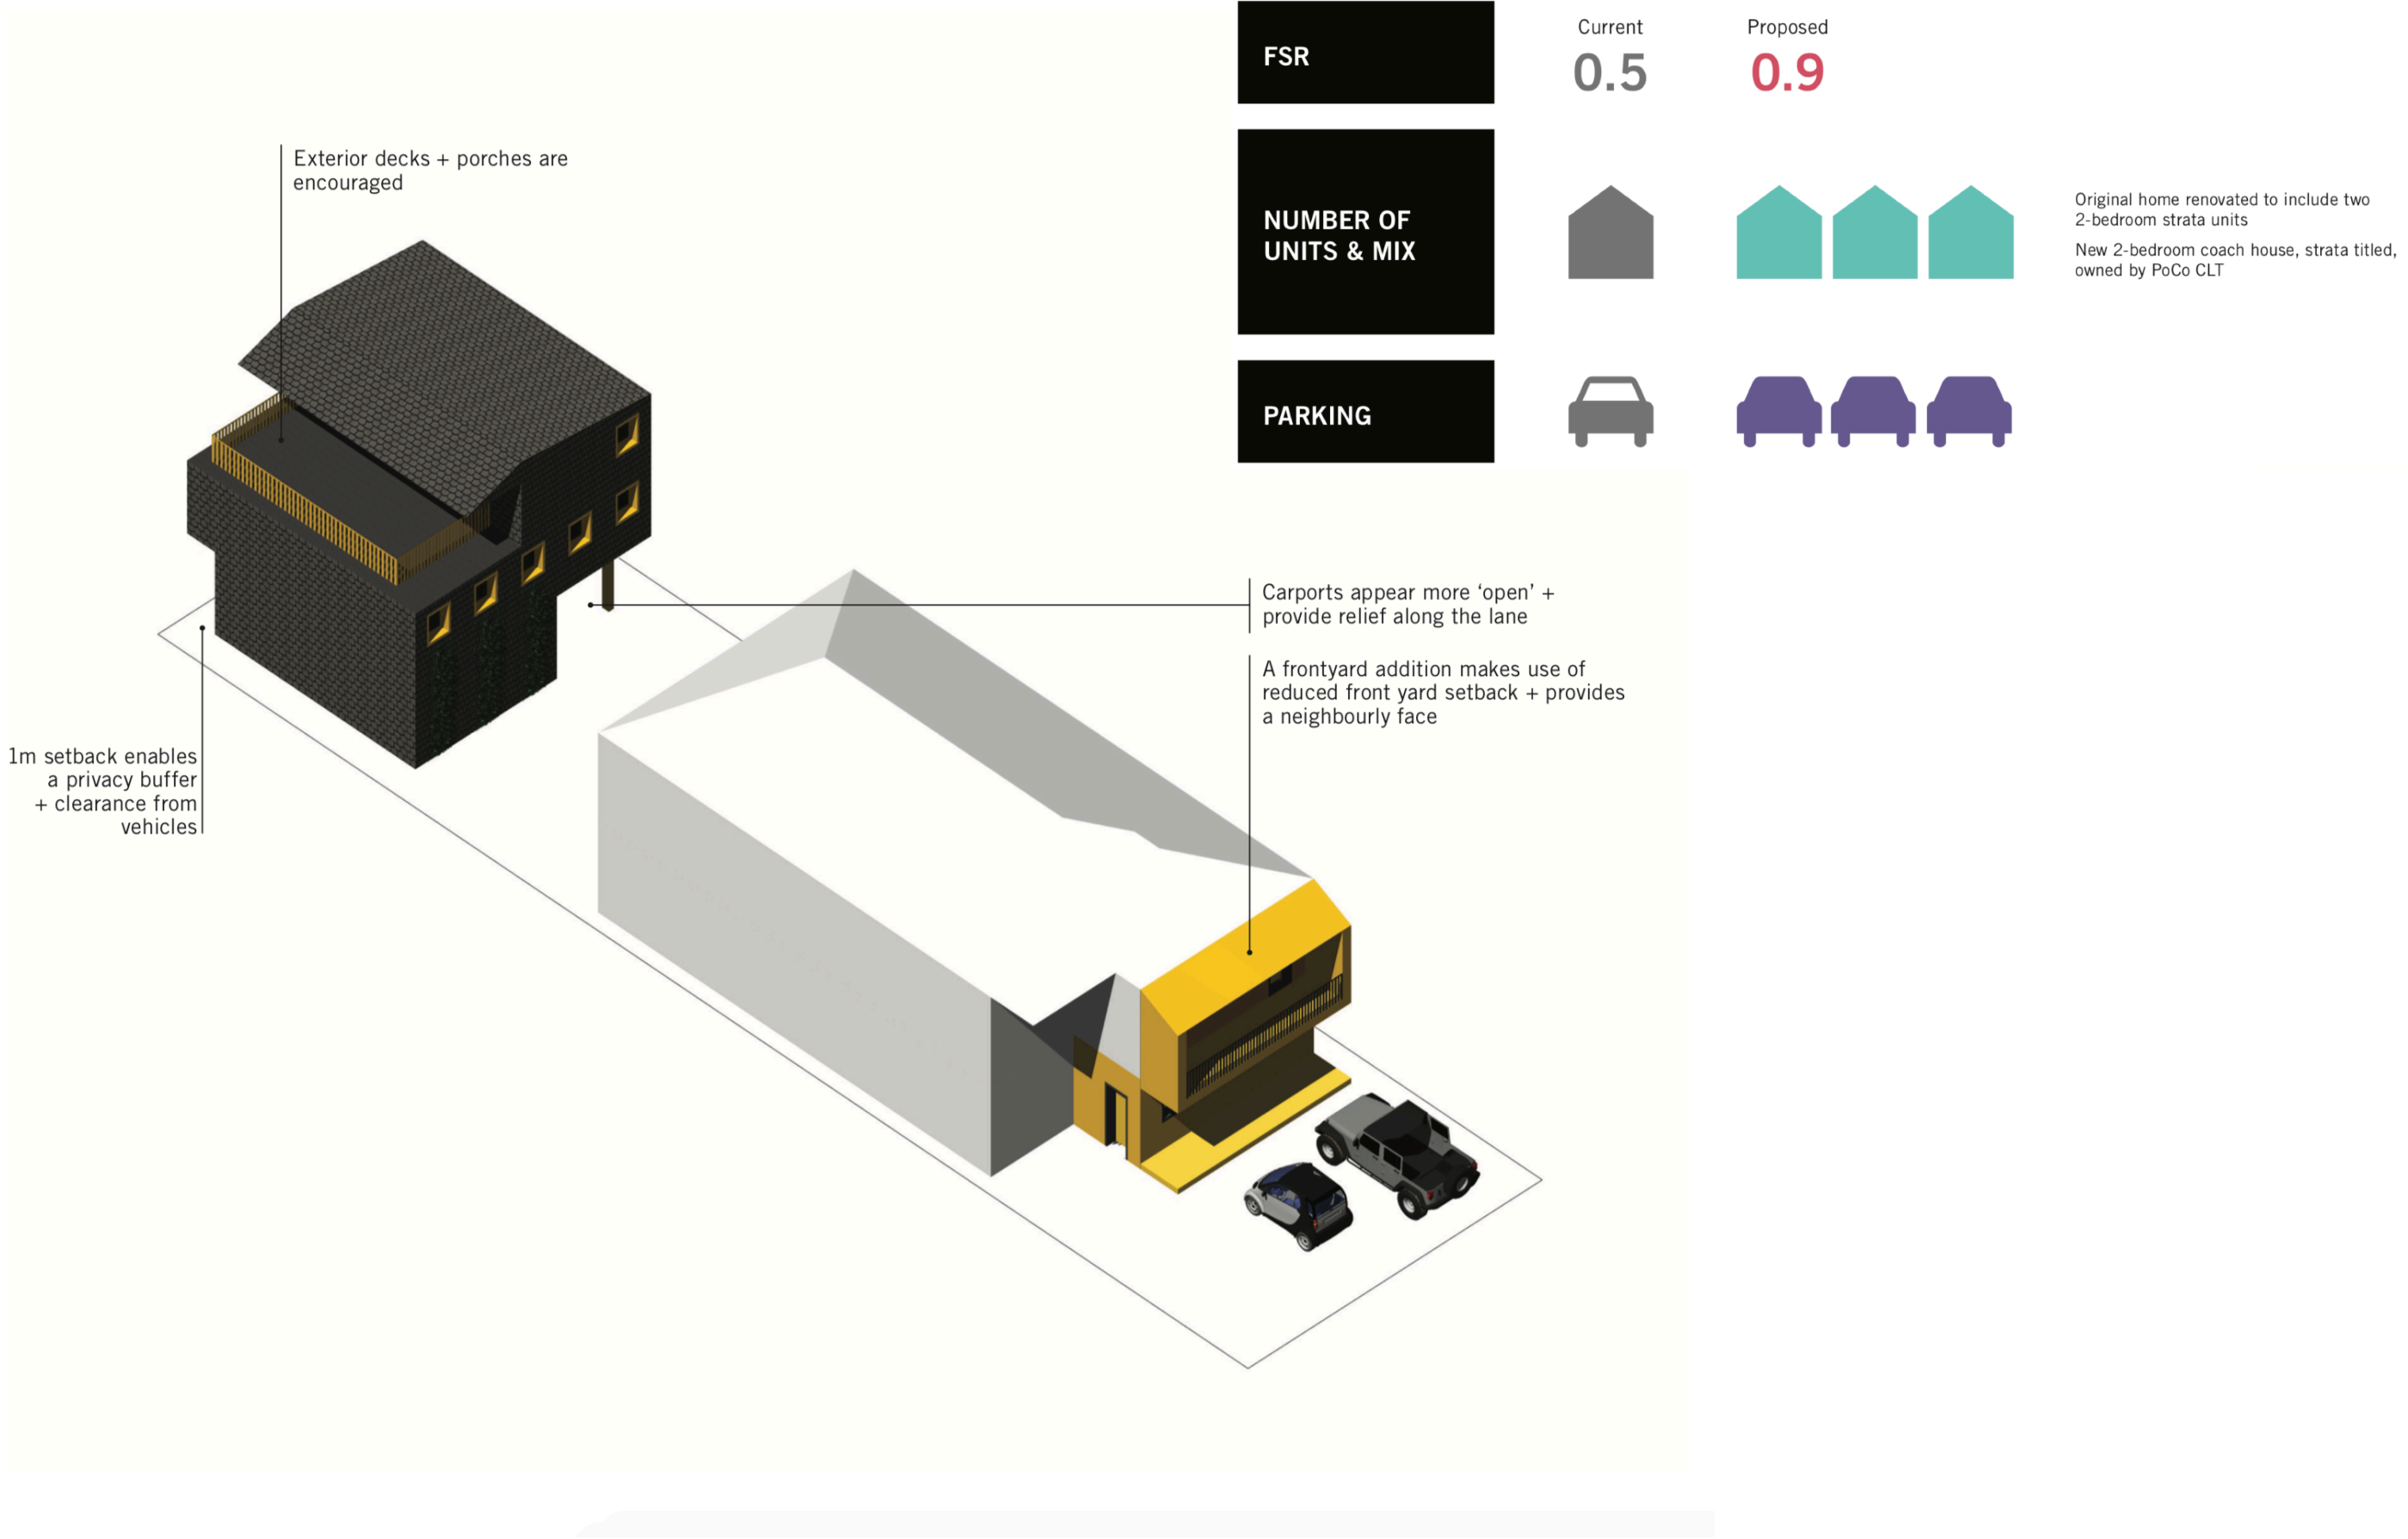 Current
Proposed
FSR
0.5
0.9
Exterior decks + porches are
encouraged
NUMBER OF
UNITS & MIX
Original home renovated to include two
2-bedroom strata units
New 2-bedroom coach house, strata titled,
owned by PoCo CLT
PARKING
Carports appear more ‘open’ +
provide relief along the lane
A frontyard addition makes use of
reduced front yard setback + provides
a neighbourly face
1m setback enables
a privacy buffer
+ clearance from
vehicles